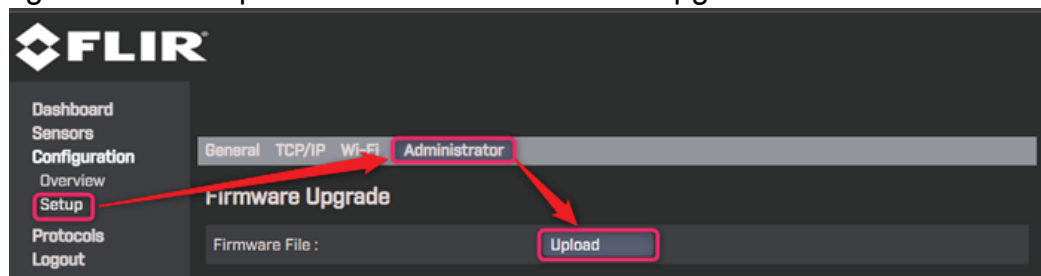 FLIR
Dashboard
Sensors
Configuration
Overview
Setup
Protocols
Logout
General TCP/IP Wi-Fi Administrator
Firmware Upgrade
Firmware File : Upload